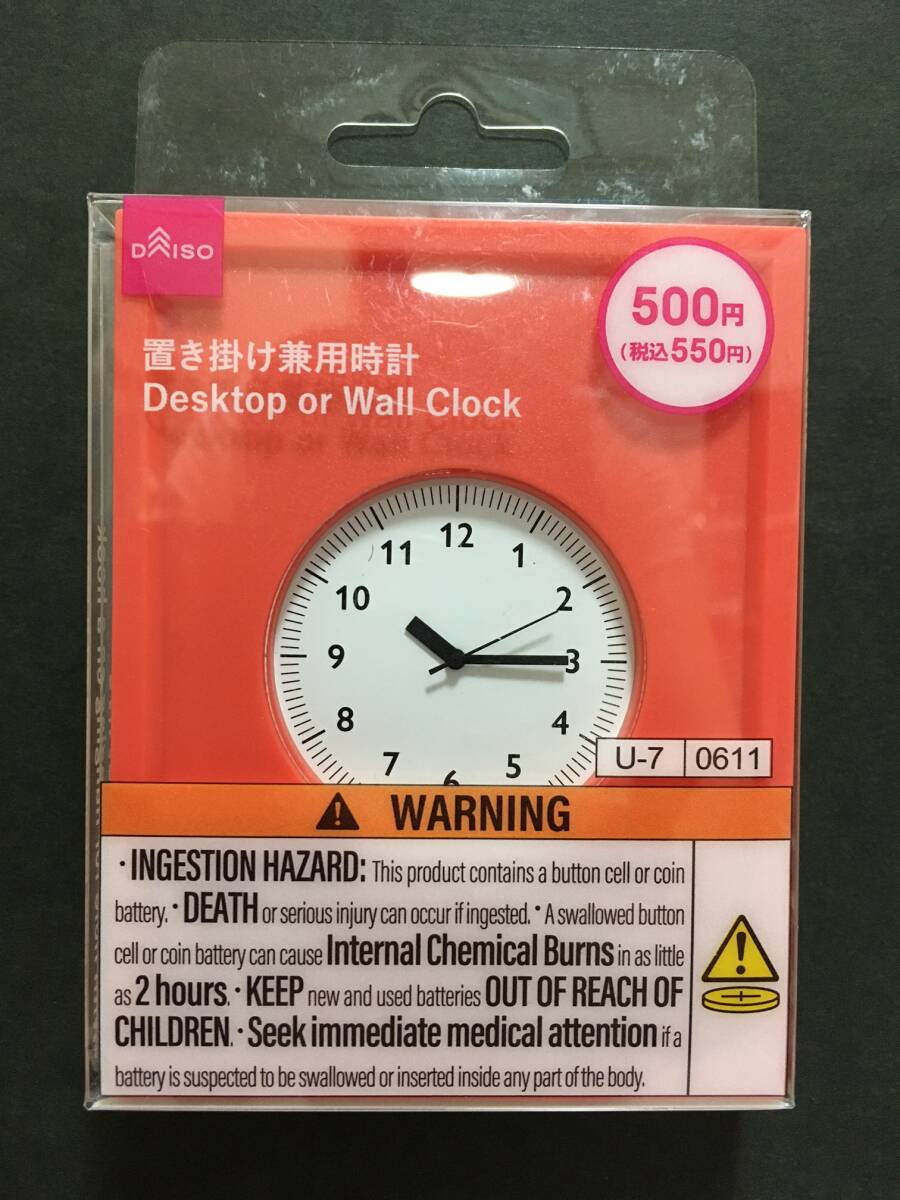 DAISO
500円
(税込550円)
置き掛け兼用時計
Desktop or Wall Clock
12
11
1
10
2
9
3
8
4
7
5
6
U-7 0611
WARNING
・INGESTION HAZARD: This product contains a button cell or coin
battery. ・DEATH or serious injury can occur if ingested. ・A swallowed button
cell or coin battery can cause Internal Chemical Burns in as little
as 2 hours. ・KEEP new and used batteries OUT OF REACH OF
CHILDREN. ・Seek immediate medical attention if a
battery is suspected to be swallowed or inserted inside any part of the body.